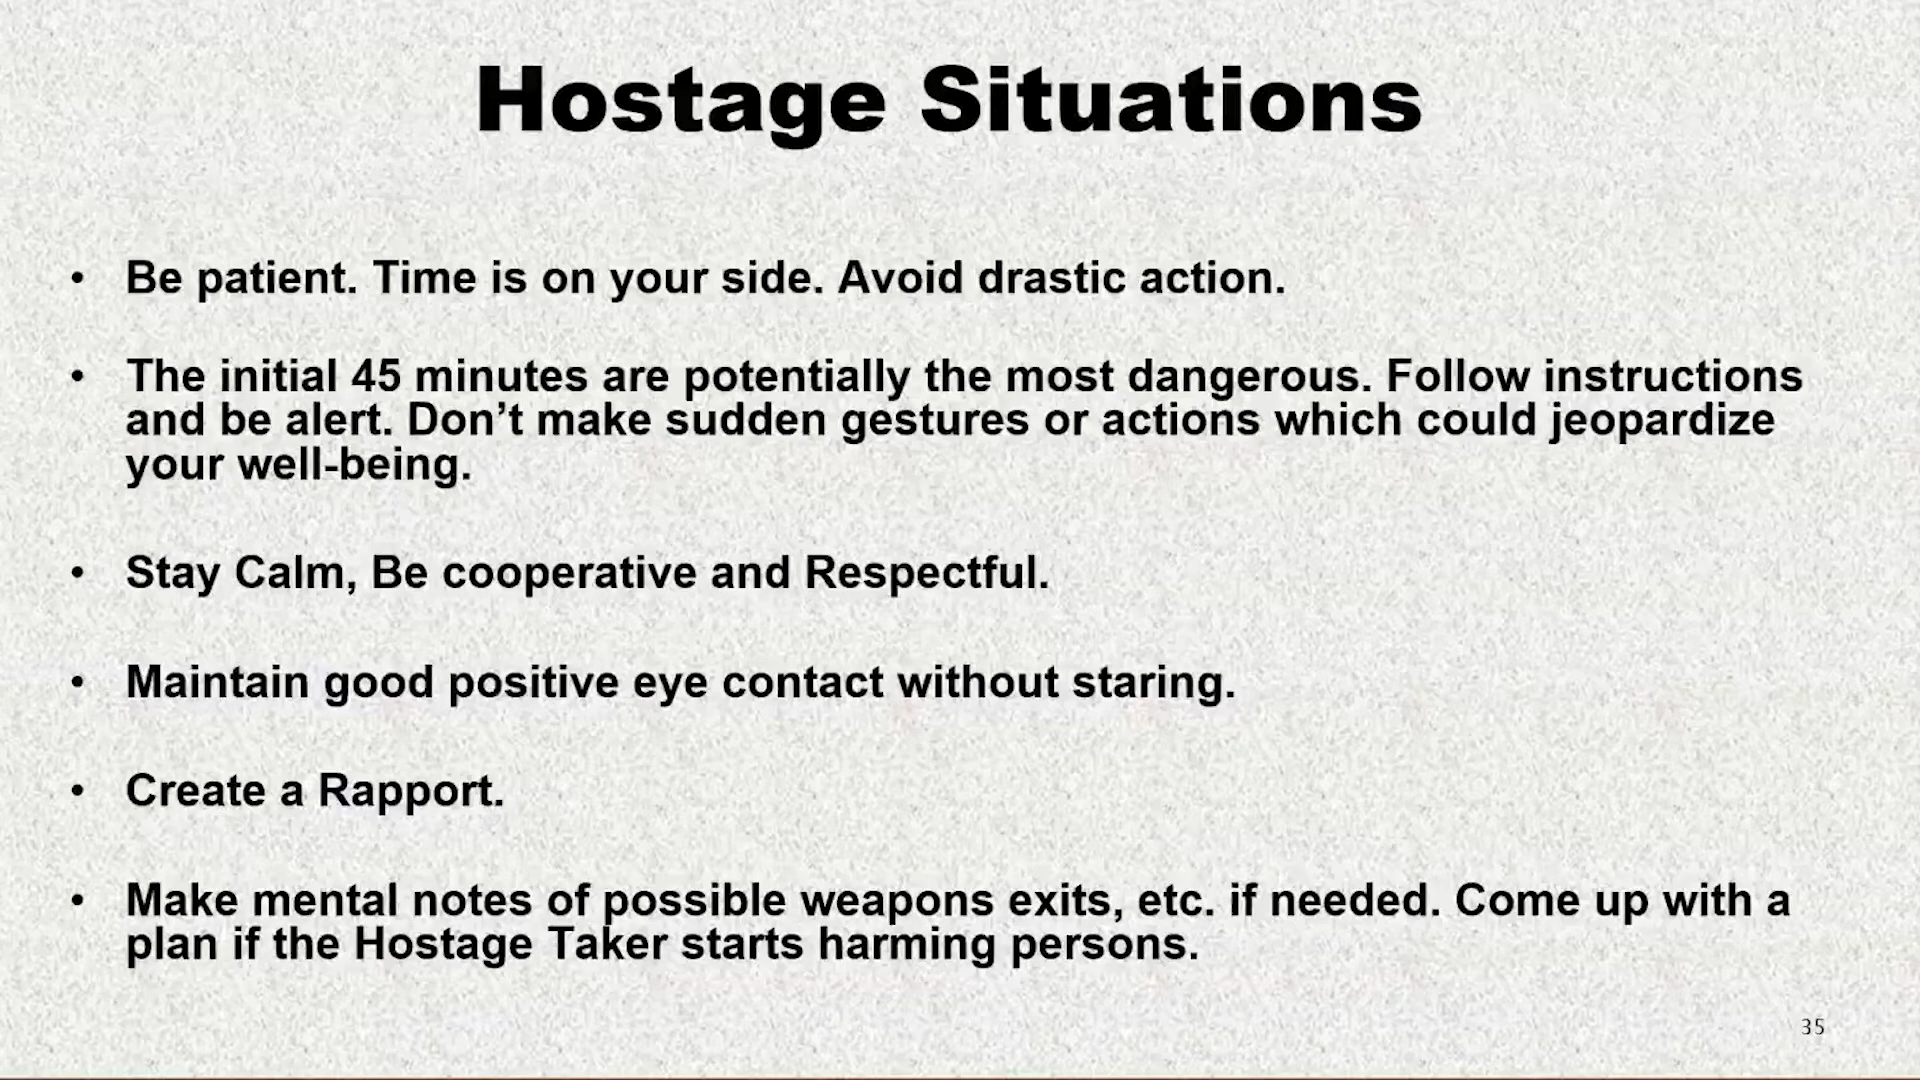 Hostage Situations
• Be patient. Time is on your side. Avoid drastic action.
• The initial 45 minutes are potentially the most dangerous. Follow instructions
and be alert. Don’t make sudden gestures or actions which could jeopardize
your well-being.
• Stay Calm, Be cooperative and Respectful.
• Maintain good positive eye contact without staring.
• Create a Rapport.
• Make mental notes of possible weapons exits, etc. if needed. Come up with a
plan if the Hostage Taker starts harming persons.
35